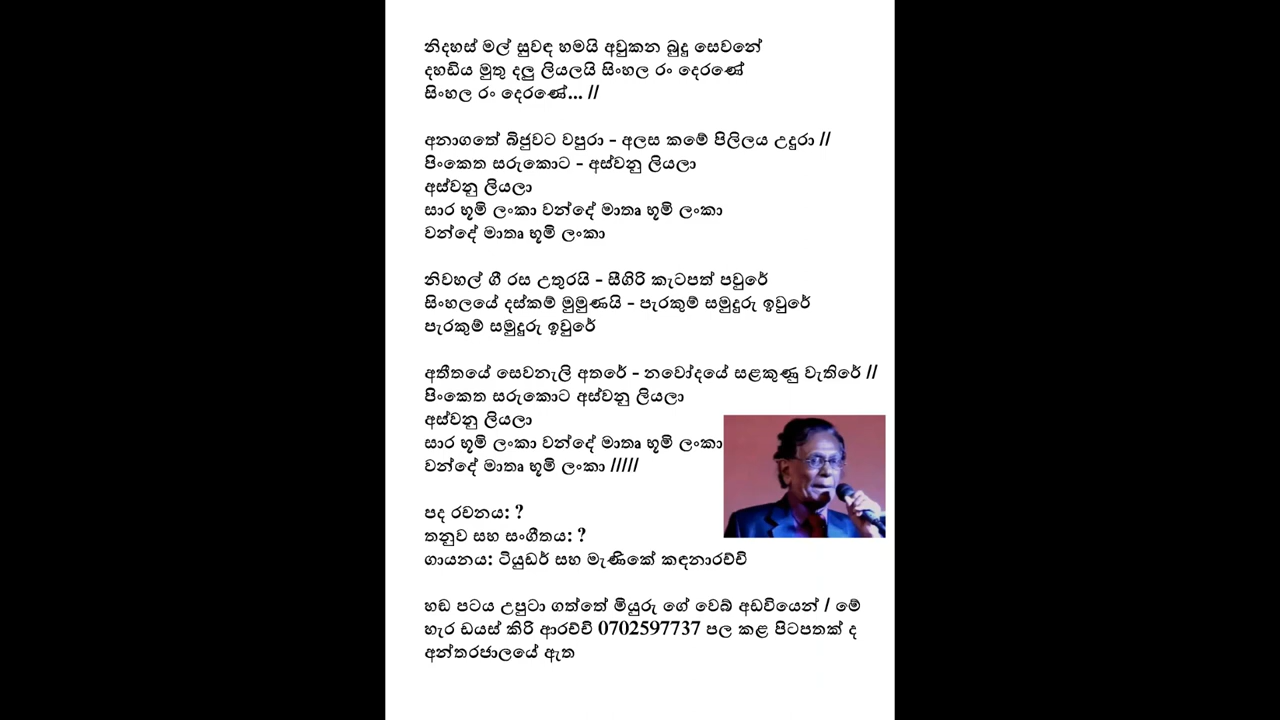 නිදහස් මල් සුවඳ හමයි අවුකන බුදු සෙවනේ
දහඩිය මුතු දලු ලියලයි සිංහල රං දෙරණේ
සිංහල රං දෙරණේ... //
අනාගතේ බිජුවට වපුරා - අලස කමේ පිලිලය උදුරා //
පිංකෙත සරුකොට - අස්වනු ලියලා
අස්වනු ලියලා
සාර භූමි ලංකා වන්දේ මාතෘ භූමි ලංකා
වන්දේ මාතෘ භූමි ලංකා
නිවහල් ගී රස උතුරයි - සීගිරි කැටපත් පවුරේ
සිංහලයේ දස්කම් මුමුණයි - පැරකුම් සමුදුරු ඉවුරේ
පැරකුම් සමුදුරු ඉවුරේ
අතීතයේ සෙවනැලි අතරේ - නවෝදයේ සළකුණු වැතිරේ //
පිංකෙත සරුකොට අස්වනු ලියලා
අස්වනු ලියලා
සාර භූමි ලංකා වන්දේ මාතෘ භූමි ලංකා
වන්දේ මාතෘ භූමි ලංකා /////
පද රචනය: ?
තනුව සහ සංගීතය: ?
ගායනය: ටියුඩර් සහ මැණිකේ කඳනාරච්චි
හඬ පටය උපුටා ගත්තේ මියුරු ගේ වෙබ් අඩවියෙන් / මේ
හැර ඩයස් කිරි ආරච්චි 0702597737 පල කළ පිටපතක් ද
අන්තරජාලයේ ඇත